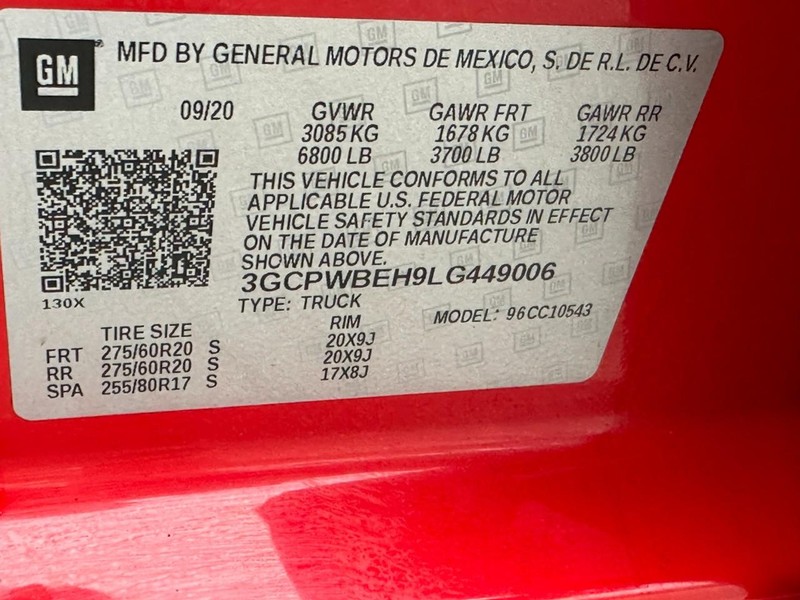 GM
MFD BY GENERAL MOTORS DE MEXICO, S. DE R.L. DE C.V.
09/20 GVWR GAWR FRT GAWR RR
3085 KG 1678 KG 1724 KG
6800 LB 3700 LB 3800 LB
THIS VEHICLE CONFORMS TO ALL
APPLICABLE U.S. FEDERAL MOTOR
VEHICLE SAFETY STANDARDS IN EFFECT
ON THE DATE OF MANUFACTURE
SHOWN ABOVE.
3GCPWBEH9LG449006
130X
TYPE: TRUCK MODEL: 96CC10543
TIRE SIZE RIM
FRT 275/60R20 S 20X9J
RR 275/60R20 S 20X9J
SPA 255/80R17 S 17X8J